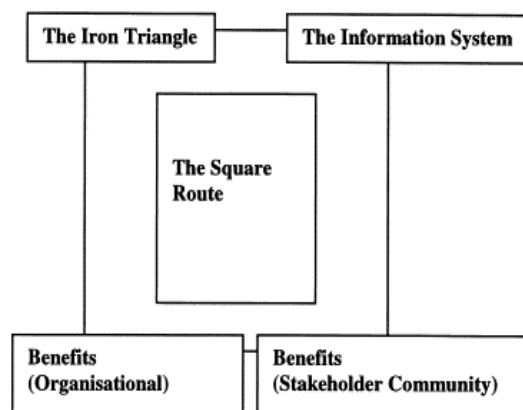 The Iron Triangle
The Information System
The Square
Route
Benefits
(Organisational)
Benefits
(Stakeholder Community)